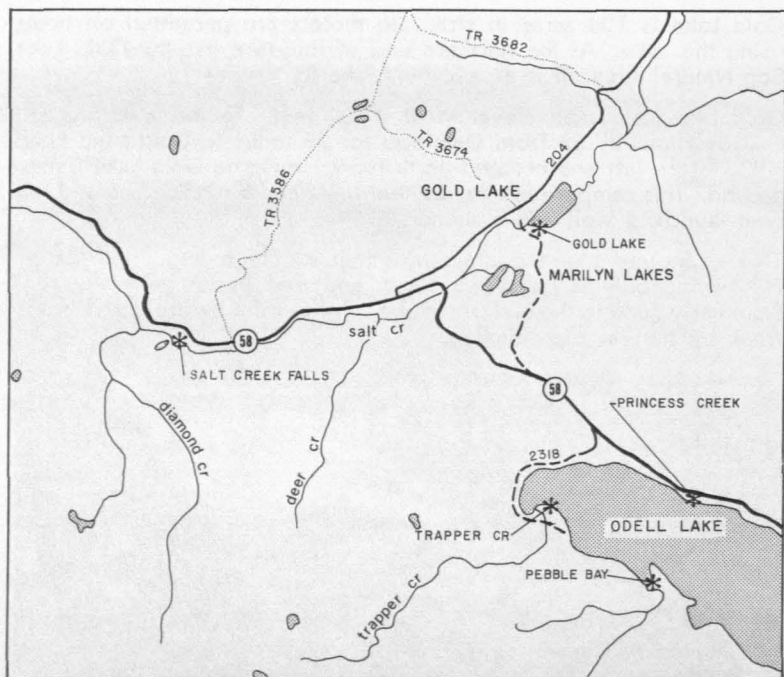 TR 3682
TR 3674
204
TR 3586
GOLD LAKE
GOLD LAKE
MARILYN LAKES
salt cr
58
SALT CREEK FALLS
58
PRINCESS CREEK
diamond cr
deer cr
2318
ODELL LAKE
TRAPPER CR
PEBBLE BAY
trapper cr